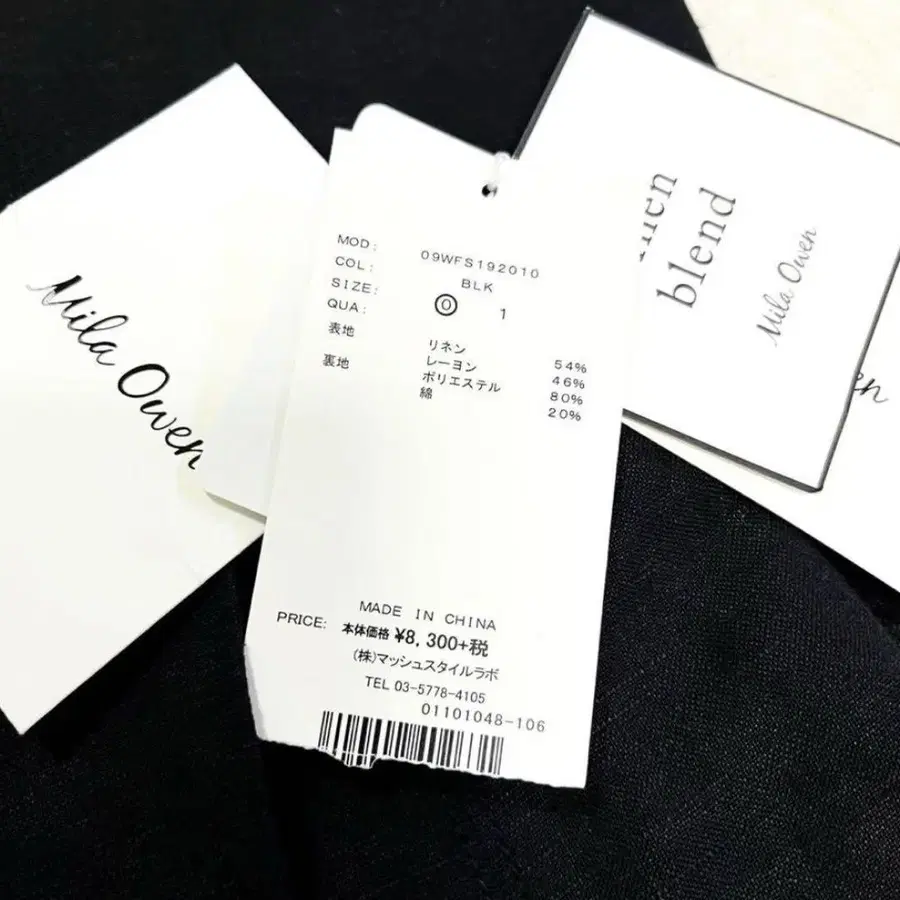 Mila Owen
MOD: 09WFS192010
COL: BLK
SIZE: 0 1
QUA:
表地 リネン 54%
レーヨン 46%
裏地 ポリエステル 80%
綿 20%
MADE IN CHINA
PRICE: 本体価格 ¥8,300+税
(株)マッシュスタイルラボ
TEL 03-5778-4105
01101048-106
blend
Mila Owen